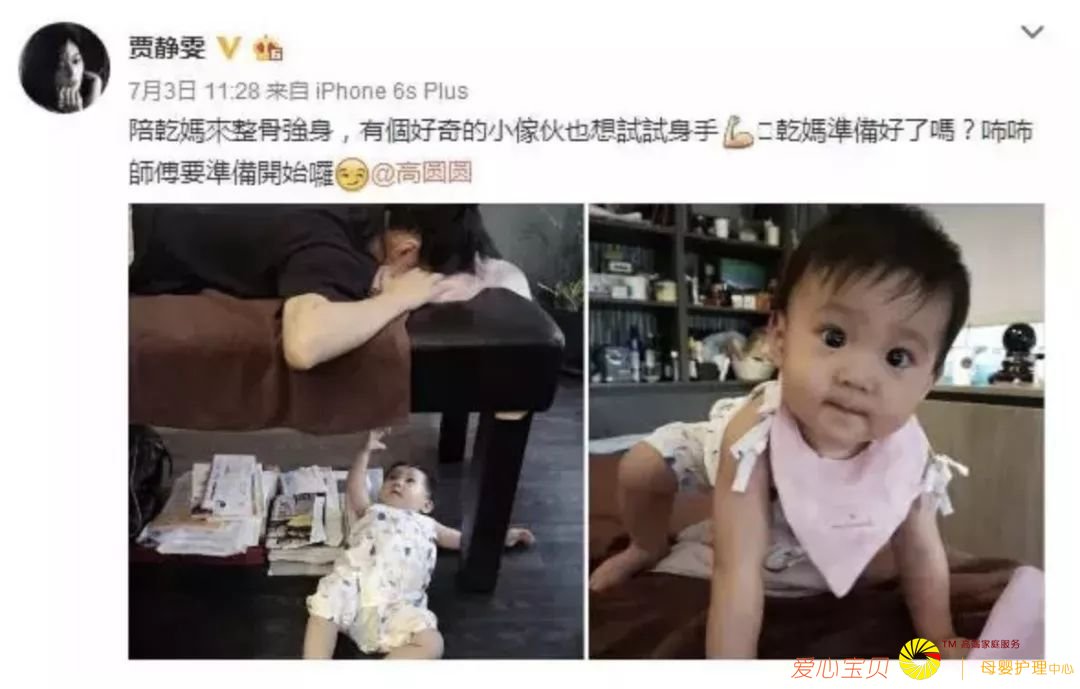 贾静雯
7月3日 11:28 来自 iPhone 6s Plus
陪乾媽來整骨強身，有個好奇的小傢伙也想試試身手💪□乾媽準備好了嗎？咘咘
師傅要準備開始囉😏@高圆圆
TM 高端家庭服务
爱心宝贝 | 母婴护理中心